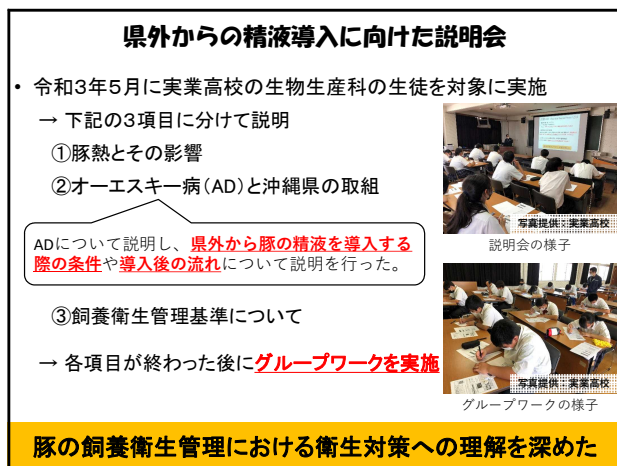 県外からの精液導入に向けた説明会
• 令和3年5月に実業高校の生物生産科の生徒を対象に実施
→ 下記の3項目に分けて説明
①豚熱とその影響
②オーエスキー病(AD)と沖縄県の取組
ADについて説明し、県外から豚の精液を導入する
際の条件や導入後の流れについて説明を行った。
③飼養衛生管理基準について
→ 各項目が終わった後にグループワークを実施
写真提供:実業高校
説明会の様子
写真提供:実業高校
グループワークの様子
豚の飼養衛生管理における衛生対策への理解を深めた